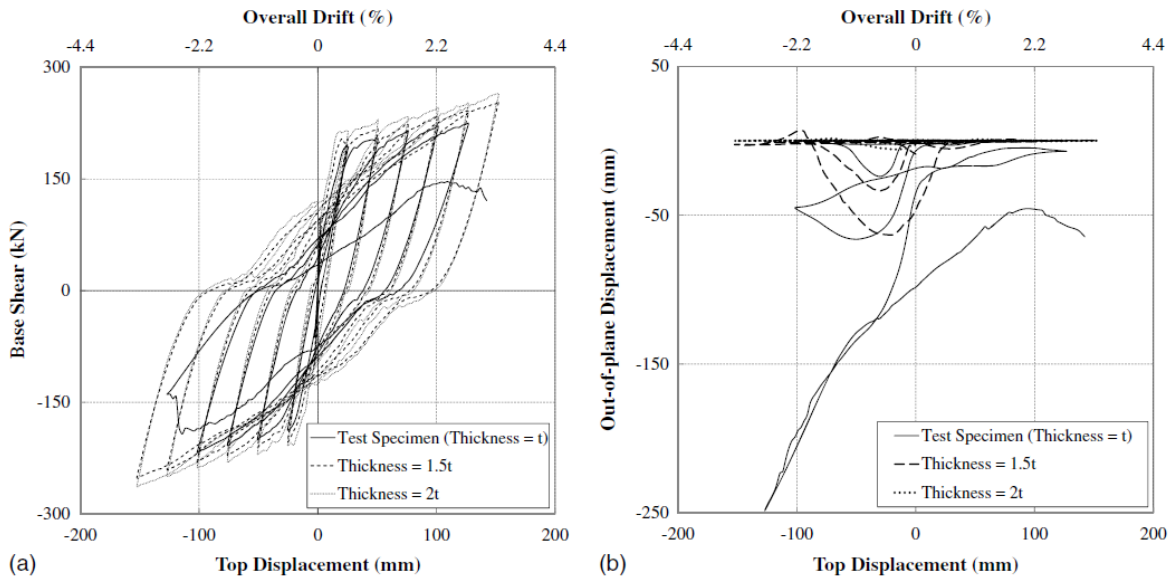 Overall Drift (%)
-4.4 -2.2 0 2.2 4.4
300
150
0
-150
-300
Base Shear (kN)
Test Specimen (Thickness = t)
Thickness = 1.5t
Thickness = 2t
-200 -100 0 100 200
(a) Top Displacement (mm)
Overall Drift (%)
-4.4 -2.2 0 2.2 4.4
50
0
-50
-150
-250
Out-of-plane Displacement (mm)
Test Specimen (Thickness = t)
Thickness = 1.5t
Thickness = 2t
-200 -100 0 100 200
(b) Top Displacement (mm)